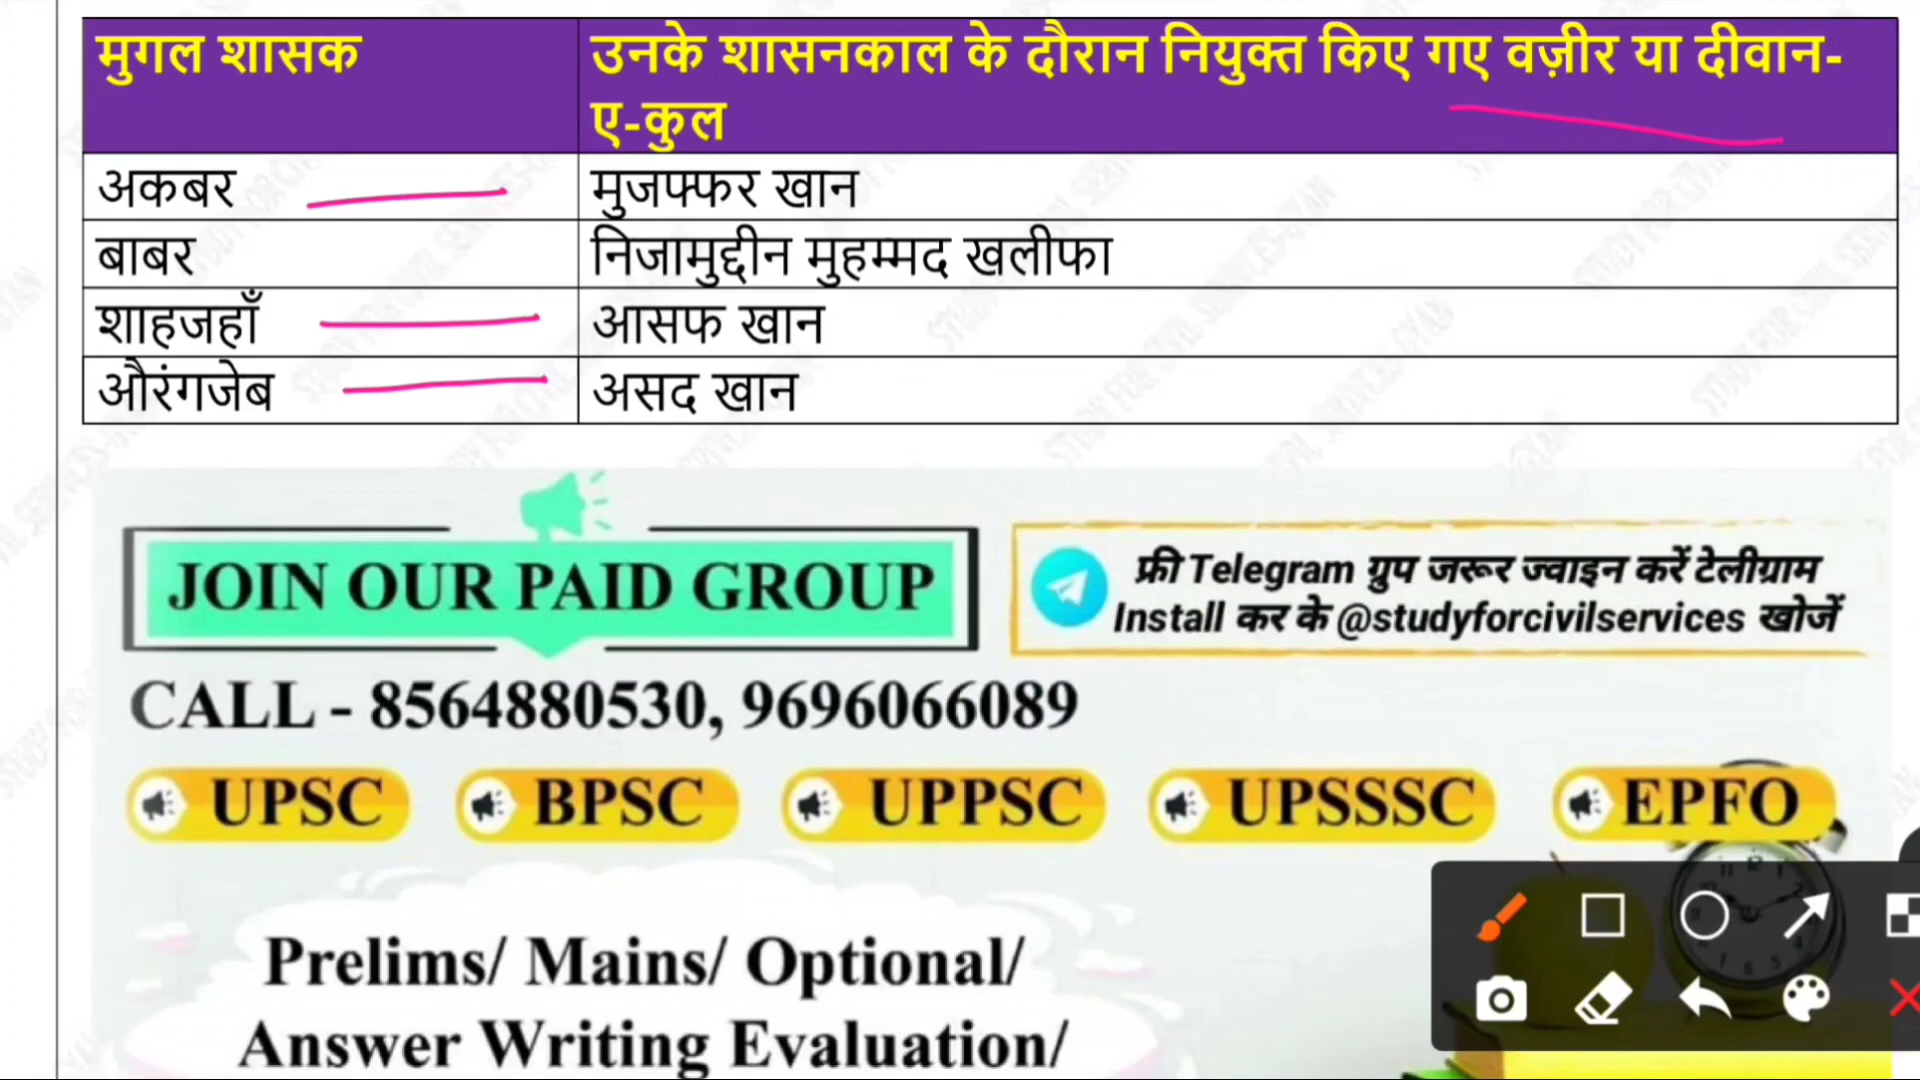 मुगल शासक
उनके शासनकाल के दौरान नियुक्त किए गए वज़ीर या दीवान-
ए-कुल
अकबर
मुजफ्फर खान
बाबर
निजामुद्दीन मुहम्मद खलीफा
शाहजहाँ
आसफ खान
औरंगजेब
असद खान
JOIN OUR PAID GROUP
फ्री Telegram ग्रुप जरूर ज्वाइन करें टेलीग्राम
Install कर के @studyforcivilservices खोजें
CALL - 8564880530, 9696066089
UPSC
BPSC
UPPSC
UPSSSC
EPFO
Prelims/ Mains/ Optional/
Answer Writing Evaluation/